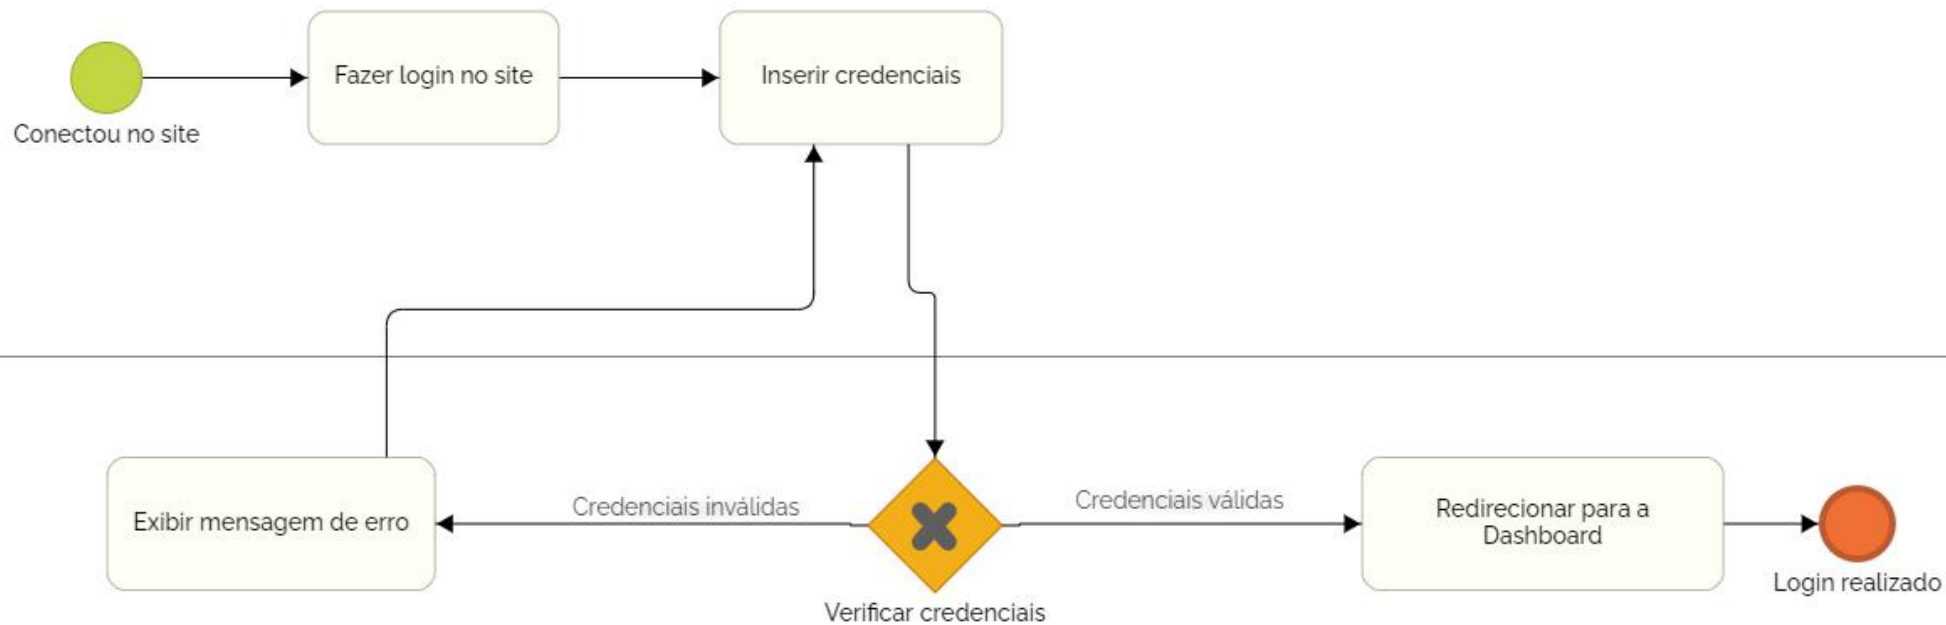 Fazer login no site
Inserir credenciais
Conectou no site
Exibir mensagem de erro
Credenciais inválidas
Credenciais válidas
Redirecionar para a
Dashboard
Verificar credenciais
Login realizado